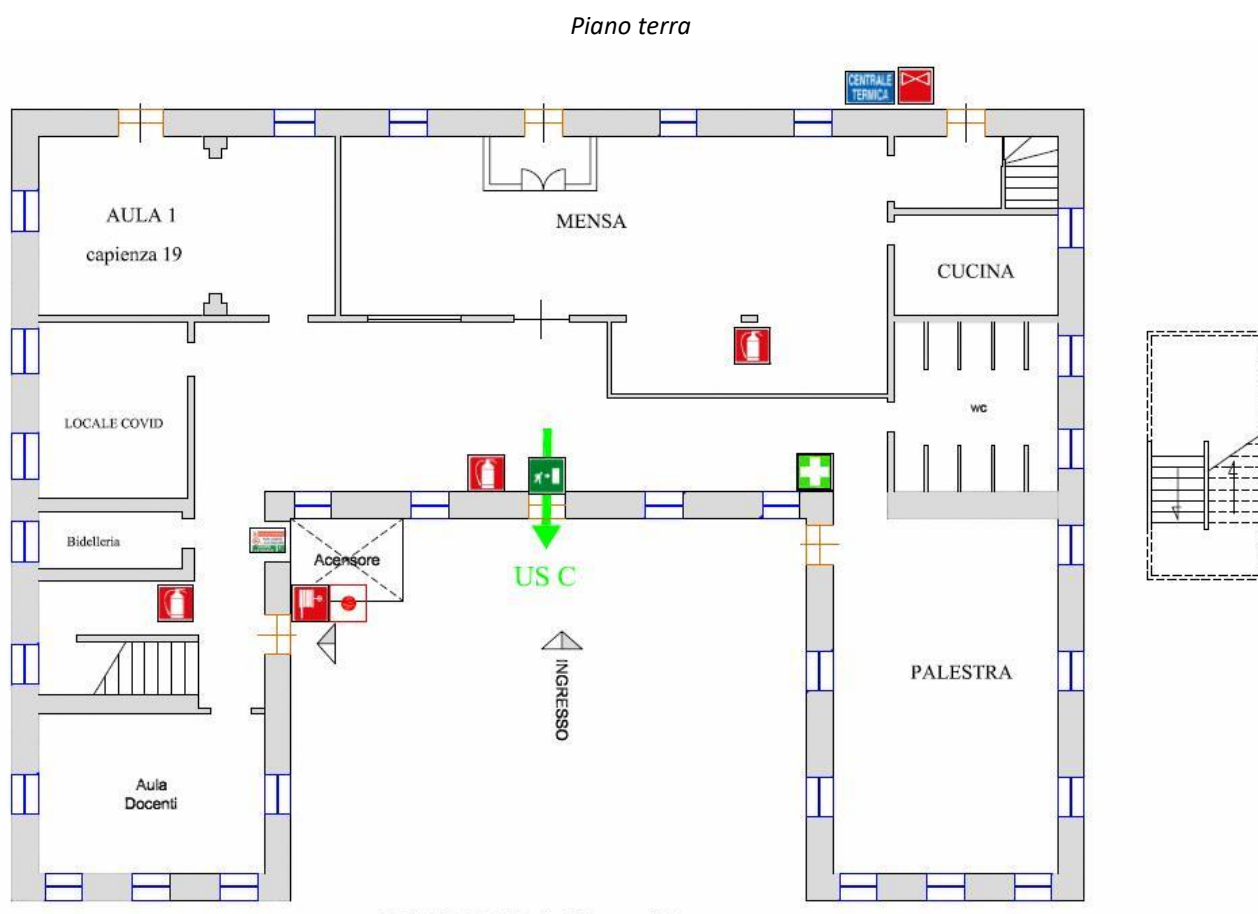 Piano terra
CENTRALE
TERMICA
AULA 1
capienza 19
MENSA
CUCINA
LOCALE COVID
wc
Bidelleria
Acensore
US C
INGRESSO
PALESTRA
Aula
Docenti